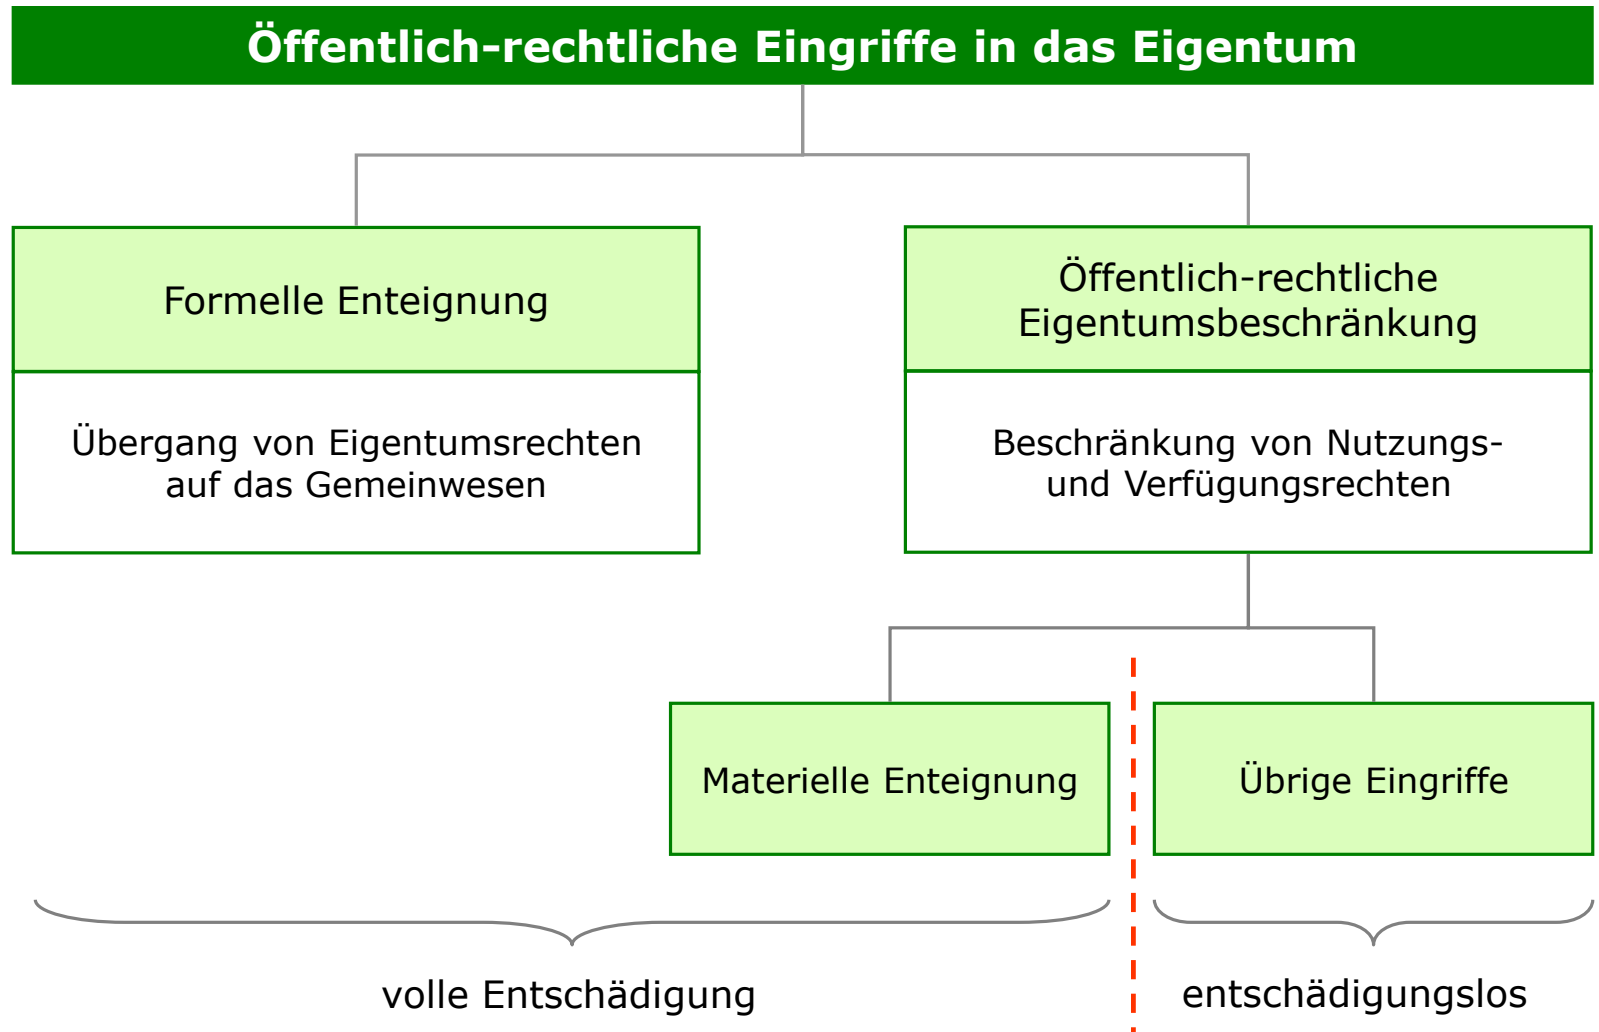 Öffentlich-rechtliche Eingriffe in das Eigentum
Formelle Enteignung
Übergang von Eigentumsrechten
auf das Gemeinwesen
Öffentlich-rechtliche
Eigentumsbeschränkung
Beschränkung von Nutzungs-
und Verfügungsrechten
Materielle Enteignung
Übrige Eingriffe
volle Entschädigung
entschädigungslos